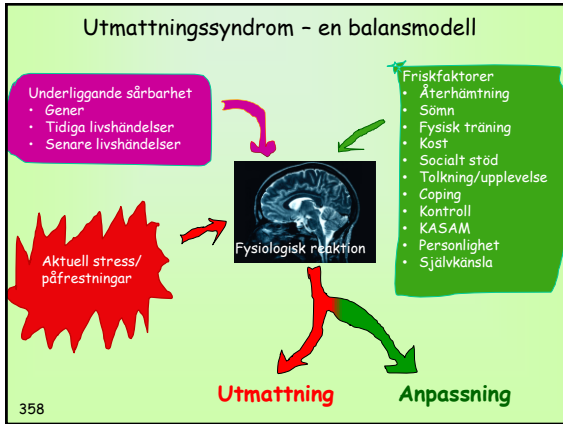 Utmattningssyndrom – en balansmodell
Underliggande sårbarhet
• Gener
• Tidiga livshändelser
• Senare livshändelser
Friskfaktorer
• Återhämtning
• Sömn
• Fysisk träning
• Kost
• Socialt stöd
• Tolkning/upplevelse
• Coping
• Kontroll
• KASAM
• Personlighet
• Självkänsla
Aktuell stress/
påfrestningar
Fysiologisk reaktion
Utmattning
Anpassning
358